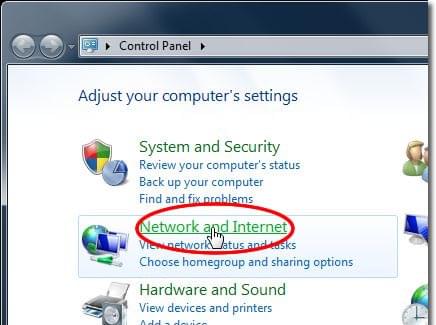 Control Panel
Adjust your computer's settings
System and Security
Review your computer's status
Back up your computer
Find and fix problems
Network and Internet
View network status and tasks
Choose homegroup and sharing options
Hardware and Sound
View devices and printers
Add a device